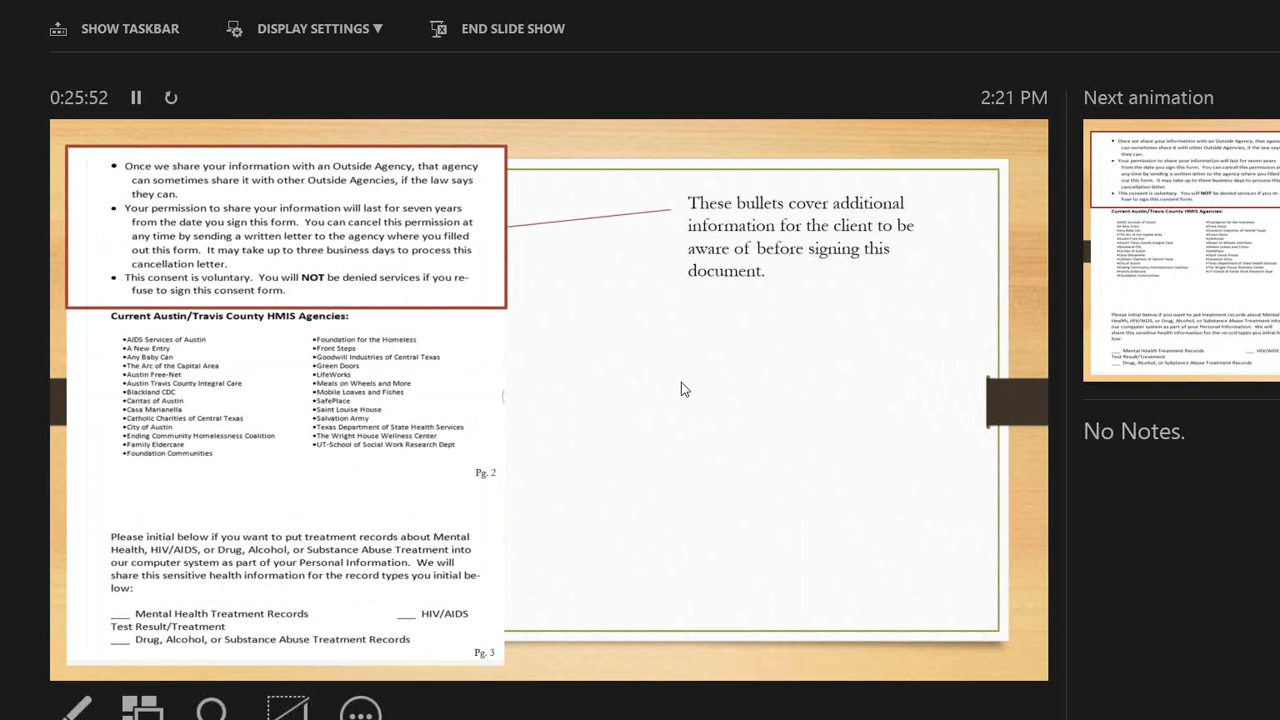 SHOW TASKBAR
DISPLAY SETTINGS ▼
END SLIDE SHOW
0:25:52
2:21 PM
Next animation
• Once we share your information with an Outside Agency, that agency
can sometimes share it with other Outside Agencies, if the law says
they can.
• Your permission to share your information will last for seven years
from the date you sign this form. You can cancel this permission at
any time by sending a written letter to the agency where you filled
out this form. It may take up to three business days to process this
cancellation letter.
• This consent is voluntary. You will NOT be denied services if you re-
fuse to sign this consent form.
These bullets cover additional
information for the client to be
aware of before signing this
document.
Current Austin/Travis County HMIS Agencies:
•AIDS Services of Austin
•A New Entry
•Any Baby Can
•The Arc of the Capital Area
•Austin Free-Net
•Austin Travis County Integral Care
•Blackland CDC
•Caritas of Austin
•Casa Marianella
•Catholic Charities of Central Texas
•City of Austin
•Ending Community Homelessness Coalition
•Family Eldercare
•Foundation Communities
•Foundation for the Homeless
•Front Steps
•Goodwill Industries of Central Texas
•Green Doors
•LifeWorks
•Meals on Wheels and More
•Mobile Loaves and Fishes
•SafePlace
•Saint Louise House
•Salvation Army
•Texas Department of State Health Services
•The Wright House Wellness Center
•UT-School of Social Work Research Dept
Pg. 2
Please initial below if you want to put treatment records about Mental
Health, HIV/AIDS, or Drug, Alcohol, or Substance Abuse Treatment into
our computer system as part of your Personal Information. We will
share this sensitive health information for the record types you initial be-
low:
___ Mental Health Treatment Records ___ HIV/AIDS
Test Result/Treatment
___ Drug, Alcohol, or Substance Abuse Treatment Records
Pg. 3
No Notes.